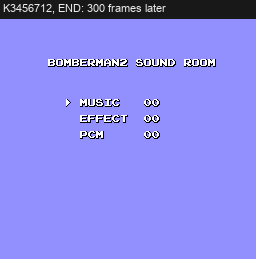 K3456712, END: 300 frames later
BOMBERMAN2 SOUND ROOM
MUSIC 00
EFFECT 00
PCM 00